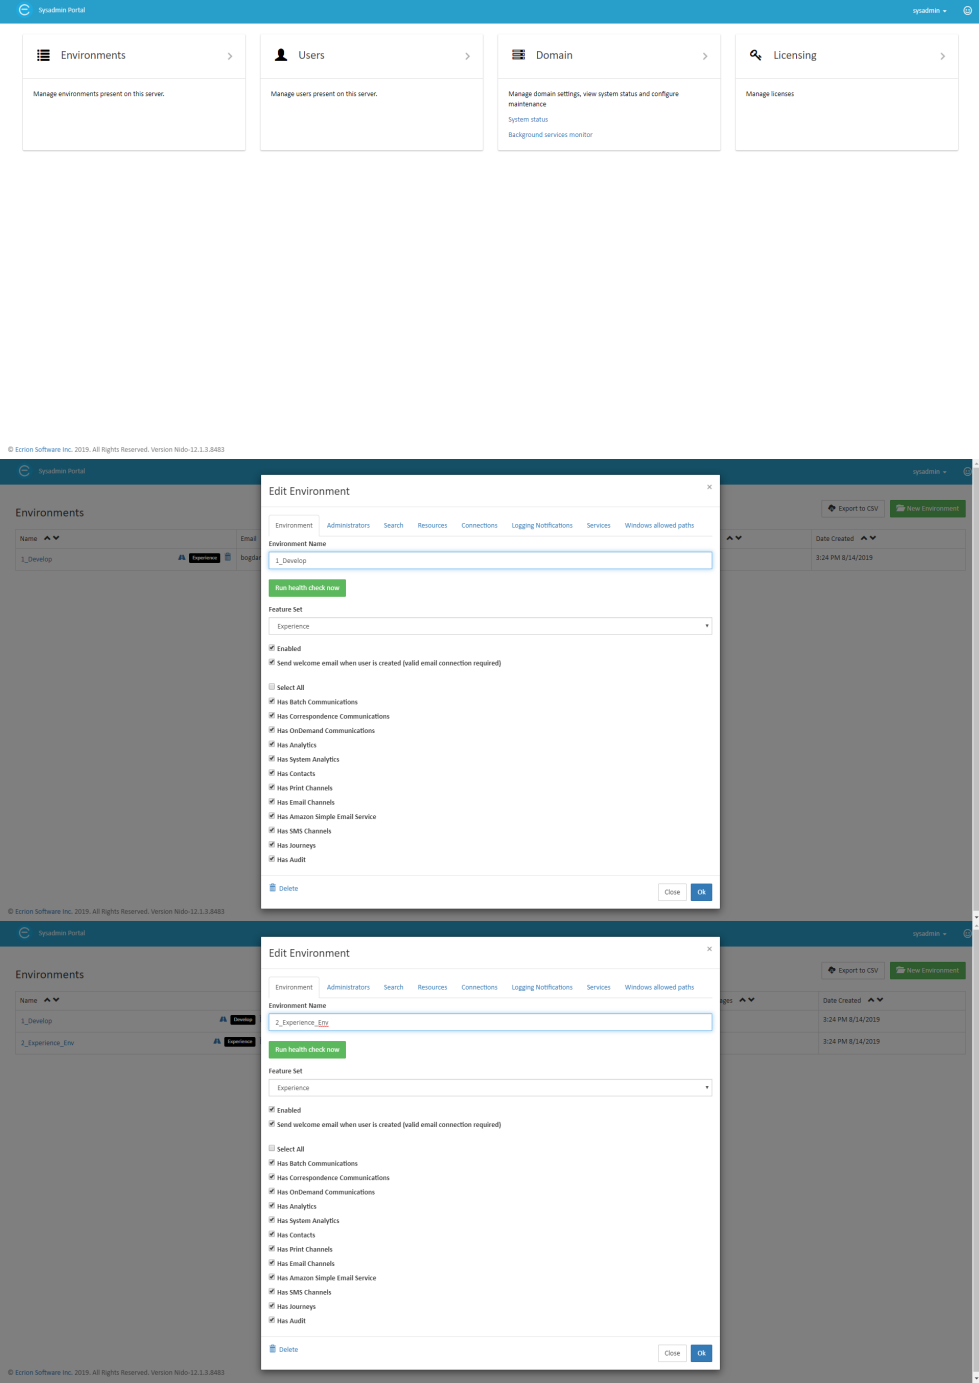 Sysadmin Portal
sysadmin
Environments
Manage environments present on this server.
Users
Manage users present on this server.
Domain
Manage domain settings, view system status and configure
maintenance
System status
Background services monitor
Licensing
Manage licenses
© Ecrion Software Inc. 2019. All Rights Reserved. Version Nido-12.1.3.8483
Sysadmin Portal
sysadmin
Environments
Export to CSV
New Environment
Name
Email
Date Created
1_Develop
Experience
bogdan
3:24 PM 8/14/2019
Edit Environment
×
Environment
Administrators
Search
Resources
Connections
Logging Notifications
Services
Windows allowed paths
Environment Name
1_Develop
Run health check now
Feature Set
Experience
Enabled
Send welcome email when user is created (valid email connection required)
Select All
Has Batch Communications
Has Correspondence Communications
Has OnDemand Communications
Has Analytics
Has System Analytics
Has Contacts
Has Print Channels
Has Email Channels
Has Amazon Simple Email Service
Has SMS Channels
Has Journeys
Has Audit
Delete
Close
Ok
© Ecrion Software Inc. 2019. All Rights Reserved. Version Nido-12.1.3.8483
Sysadmin Portal
sysadmin
Environments
Export to CSV
New Environment
Name
ages
Date Created
1_Develop
Develop
3:24 PM 8/14/2019
2_Experience_Env
Experience
3:24 PM 8/14/2019
Edit Environment
×
Environment
Administrators
Search
Resources
Connections
Logging Notifications
Services
Windows allowed paths
Environment Name
2_Experience_Env
Run health check now
Feature Set
Experience
Enabled
Send welcome email when user is created (valid email connection required)
Select All
Has Batch Communications
Has Correspondence Communications
Has OnDemand Communications
Has Analytics
Has System Analytics
Has Contacts
Has Print Channels
Has Email Channels
Has Amazon Simple Email Service
Has SMS Channels
Has Journeys
Has Audit
Delete
Close
Ok
© Ecrion Software Inc. 2019. All Rights Reserved. Version Nido-12.1.3.8483